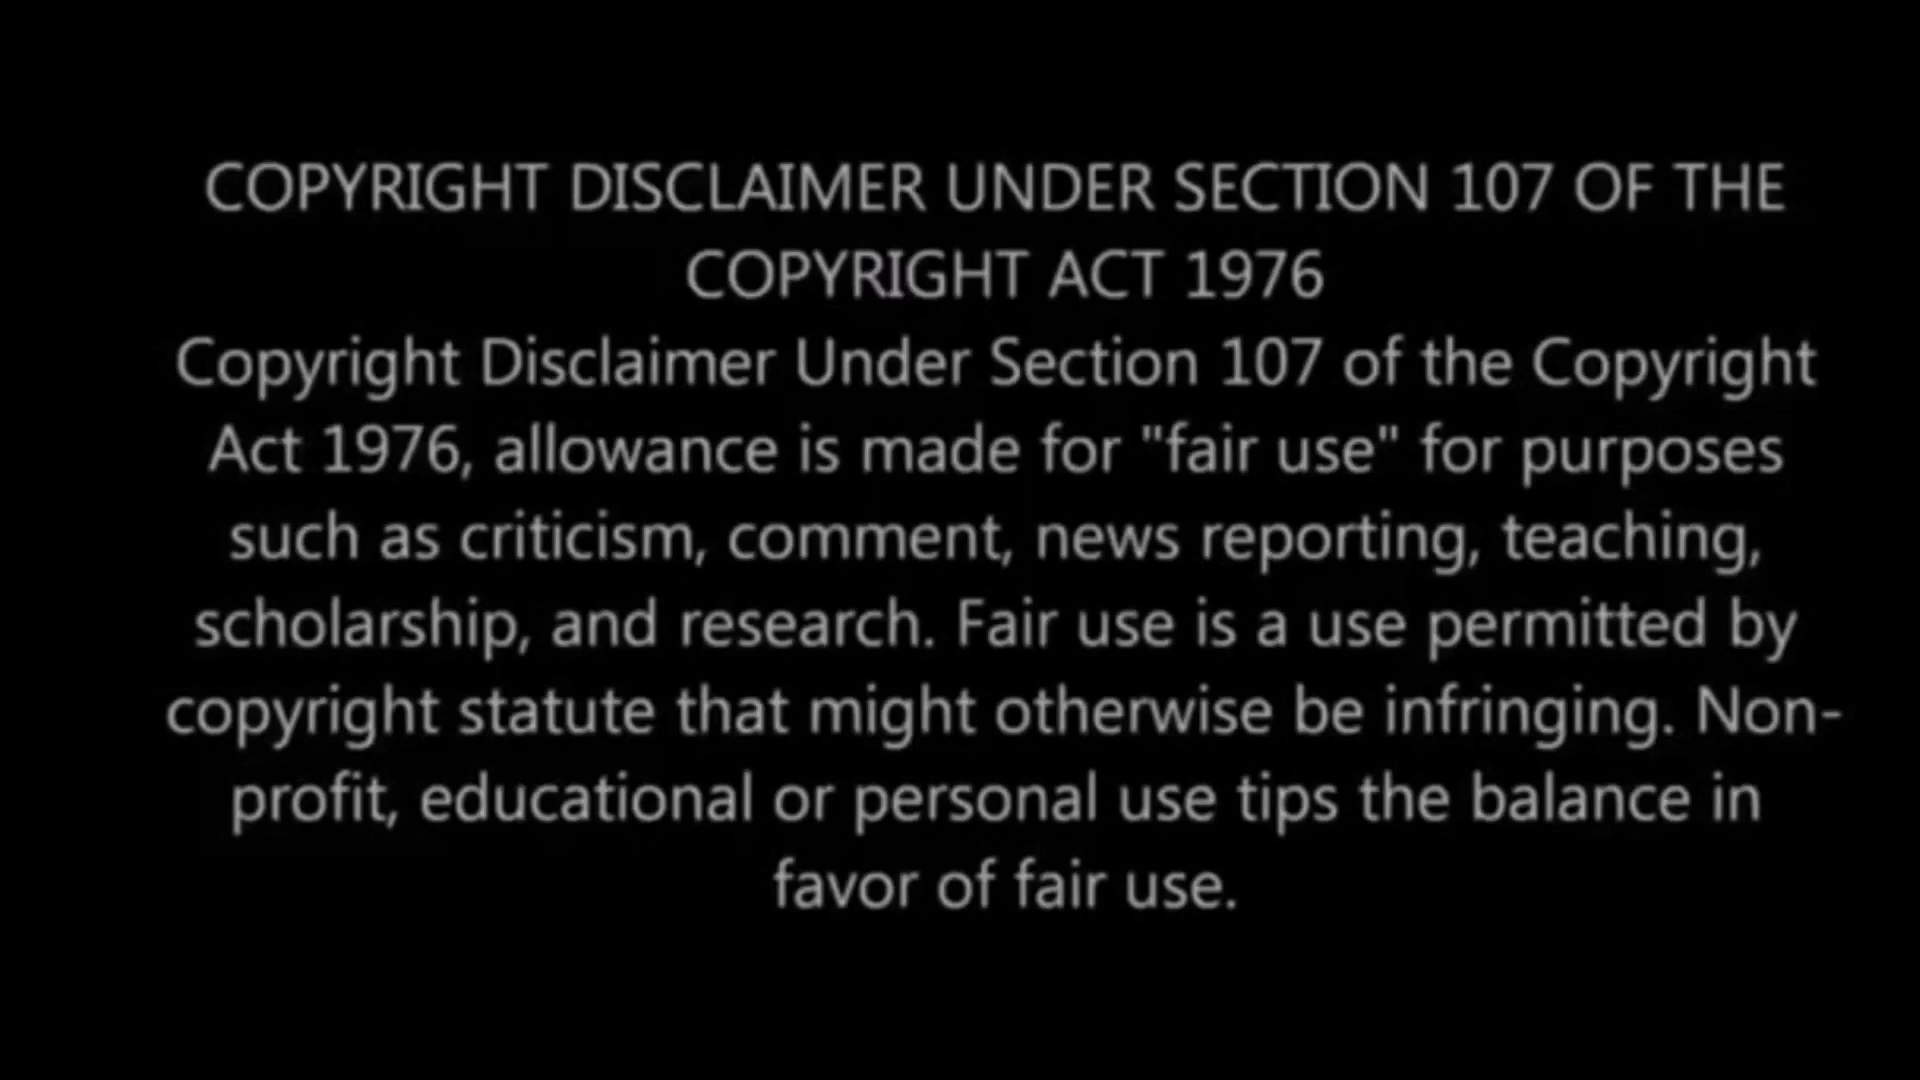 COPYRIGHT DISCLAIMER UNDER SECTION 107 OF THE
COPYRIGHT ACT 1976
Copyright Disclaimer Under Section 107 of the Copyright
Act 1976, allowance is made for "fair use" for purposes
such as criticism, comment, news reporting, teaching,
scholarship, and research. Fair use is a use permitted by
copyright statute that might otherwise be infringing. Non-
profit, educational or personal use tips the balance in
favor of fair use.